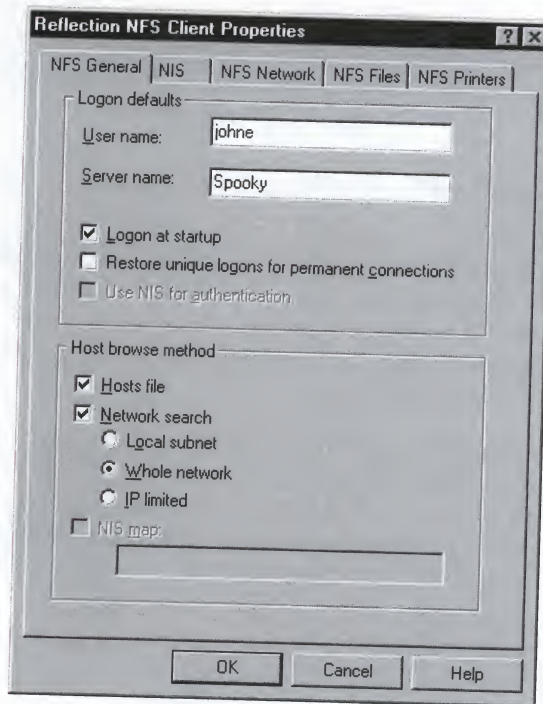 Reflection NFS Client Properties
NFS General NIS NFS Network NFS Files NFS Printers
Logon defaults
User name: johne
Server name: Spooky
Logon at startup
Restore unique logons for permanent connections
Use NIS for authentication
Host browse method
Hosts file
Network search
Local subnet
Whole network
IP limited
NIS map:
OK Cancel Help